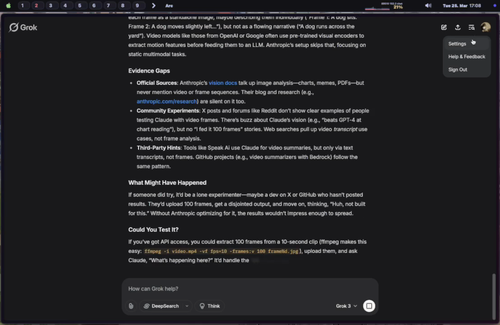 1 2 3 4 5 6 7 8 9 Arc
37%
Tue 25. Mar 17:08
Grok
Settings
Help & Feedback
Sign Out
each frame as a standalone image, maybe describing them individually ("Frame 1: A dog sits.
Frame 2: A dog moves slightly left..."), but not as a flowing narrative ("A dog runs across the
yard"). Video models like those from OpenAI or Google often use pre-trained visual encoders to
extract motion features before feeding them to an LLM. Anthropic's setup skips that, focusing on
static multimodal tasks.
Evidence Gaps
• Official Sources: Anthropic's vision docs talk up image analysis—charts, memes, PDFs—but
never mention video or frame sequences. Their blog and research (e.g.,
anthropic.com/research) are silent on it too.
• Community Experiments: X posts and forums like Reddit don't show clear examples of people
testing Claude with video frames. There's buzz about Claude's vision (e.g., "beats GPT-4 at
chart reading"), but no "I fed it 100 frames" stories. Web searches pull up video transcript use
cases, not frame analysis.
• Third-Party Hints: Tools like Speak Ai use Claude for video summaries, but only via text
transcripts, not frames. GitHub projects (e.g., video summarizers with Bedrock) follow the
same pattern.
What Might Have Happened
If someone did try, it'd be a lone experimenter—maybe a dev on X or GitHub who hasn't posted
results. They'd upload 100 frames, get a disjointed output, and move on, thinking, "Huh, not
built for this." Without Anthropic optimizing for it, the results wouldn't impress enough to spread.
Could You Test It?
If you've got API access, you could extract 100 frames from a 10-second clip (ffmpeg makes this
easy: ffmpeg -i video.mp4 -vf fps=10 -frames:v 100 frame%d.jpg), upload them, and ask
Claude, "What's happening here?" It'd handle the
How can Grok help?
DeepSearch
Think
Grok 3